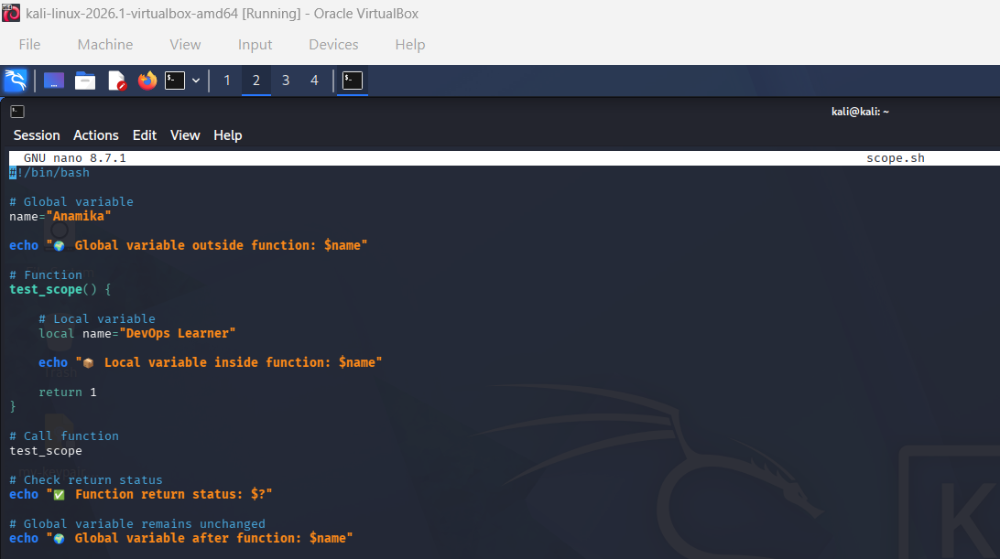 kali-linux-2026.1-virtualbox-amd64 [Running] - Oracle VirtualBox
File Machine View Input Devices Help
1 2 3 4
kali@kali: ~
Session Actions Edit View Help
GNU nano 8.7.1 scope.sh
#!/bin/bash
# Global variable
name="Anamika"
echo "🌍 Global variable outside function: $name"
# Function
test_scope() {
# Local variable
local name="DevOps Learner"
echo "📦 Local variable inside function: $name"
return 1
}
# Call function
test_scope
# Check return status
echo "✅ Function return status: $?"
# Global variable remains unchanged
echo "🌍 Global variable after function: $name"